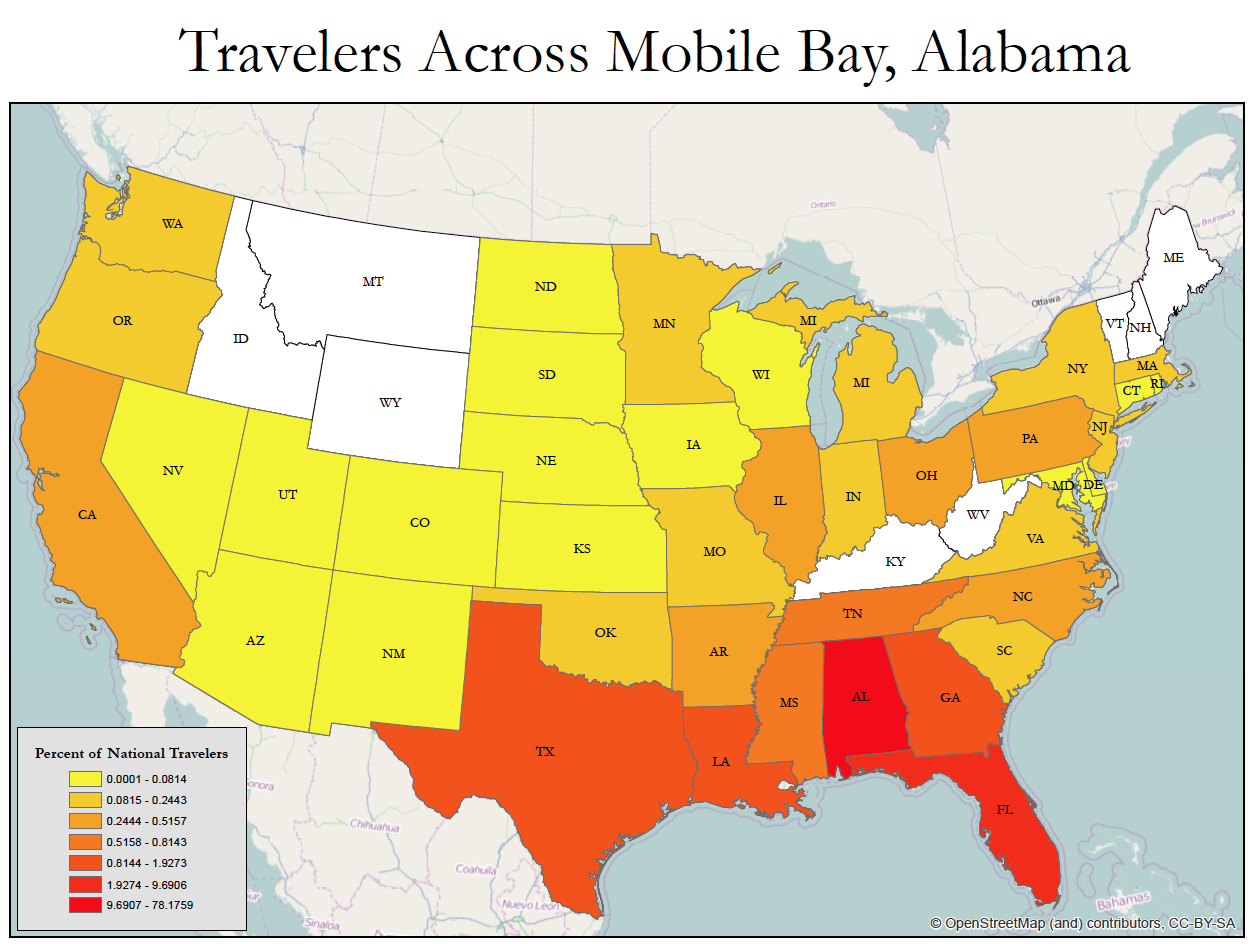 Travelers Across Mobile Bay, Alabama
Ontario
w Brunswick
WA
ME
MT
ND
OR
MN
MI
Ottawa
VT
NH
ID
SD
WI
MI
NY
MA
WY
CT
RI
IA
PA
NJ
ey
NV
NE
OH
MD
DE
UT
IL
IN
CA
CO
WV
KS
MO
VA
KY
NC
TN
AZ
OK
NM
AR
SC
MS
AL
GA
TX
LA
FL
Percent of National Travelers
0.0001 - 0.0814
0.0815 - 0.2443
0.2444 - 0.5157
0.5158 - 0.8143
0.8144 - 1.9273
1.9274 - 9.6906
9.6907 - 78.1759
onora
Chihuahua
Coahuila
Nuevo León
Sinaloa
Bahamas
© OpenStreetMap (and) contributors, CC-BY-SA